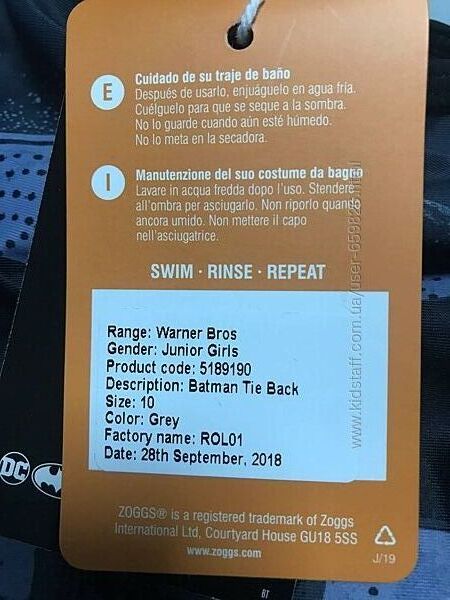 E
Cuidado de su traje de baño
Después de usarlo, enjuáguelo en agua fría.
Cuélguelo para que se seque a la sombra.
No lo guarde cuando aún esté húmedo.
No lo meta en la secadora.
I
Manutenzione del suo costume da bagno
Lavare in acqua fredda dopo l'uso. Stendere
all'ombra per asciugarlo. Non riporlo quando
ancora umido. Non mettere il capo
nell'asciugatrice.
SWIM · RINSE · REPEAT
Range: Warner Bros
Gender: Junior Girls
Product code: 5189190
Description: Batman Tie Back
Size: 10
Color: Grey
Factory name: ROL01
Date: 28th September, 2018
DC
ZOGGS® is a registered trademark of Zoggs
International Ltd, Courtyard House GU18 5SS
www.zoggs.com
J/19
BT